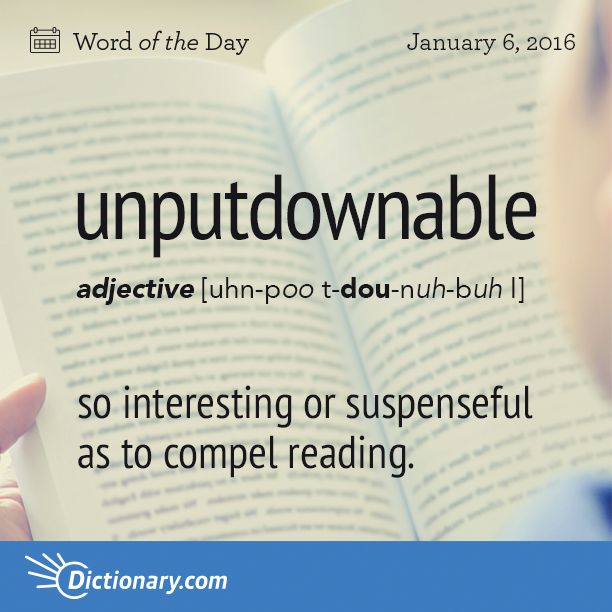 Word of the Day
January 6, 2016
unputdownable
adjective [uhn-poo t-dou-nuh-buh l]
so interesting or suspenseful
as to compel reading.
Dictionary.com